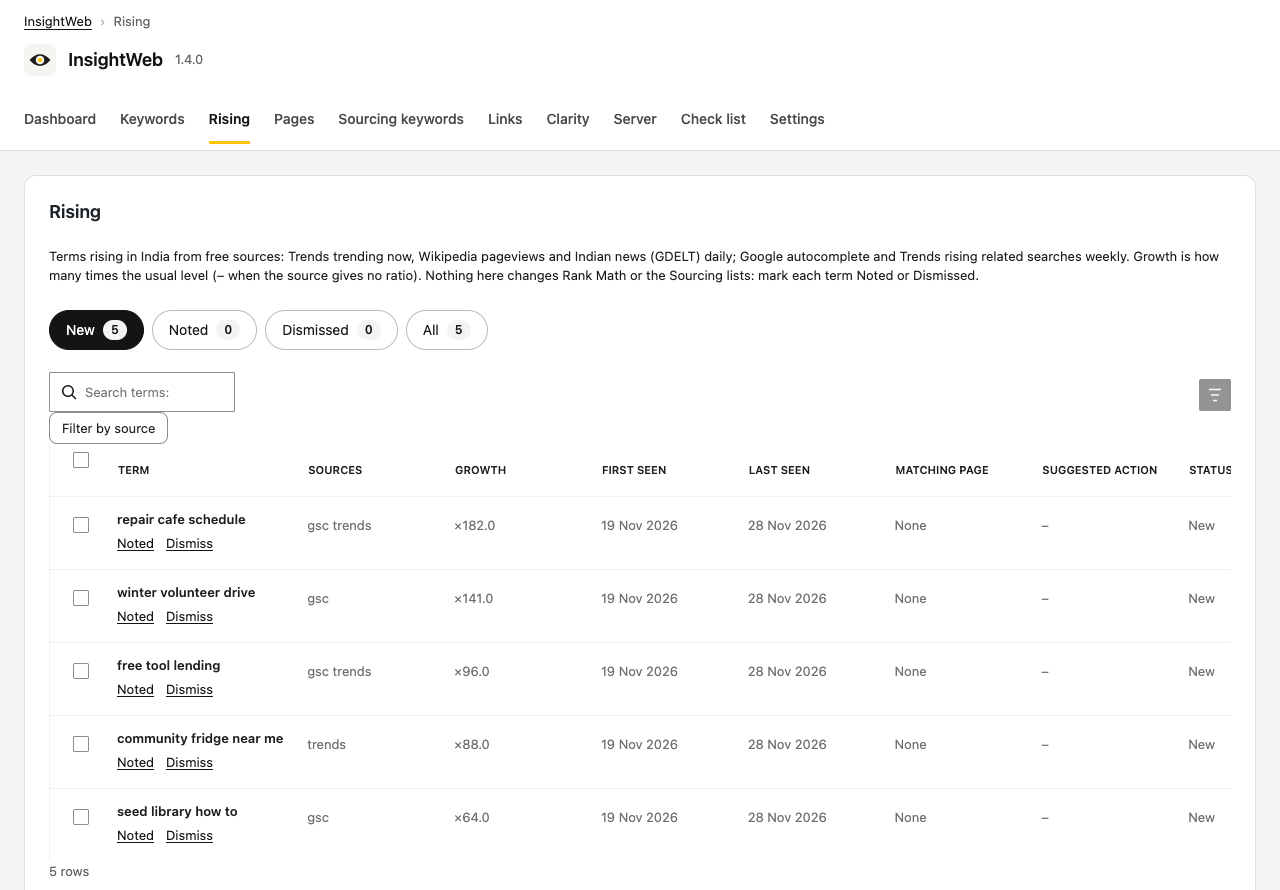 InsightWeb › Rising
InsightWeb 1.4.0
Dashboard Keywords Rising Pages Sourcing keywords Links Clarity Server Check list Settings
Rising
Terms rising in India from free sources: Trends trending now, Wikipedia pageviews and Indian news (GDELT) daily; Google autocomplete and Trends rising related searches weekly. Growth is how
many times the usual level (– when the source gives no ratio). Nothing here changes Rank Math or the Sourcing lists: mark each term Noted or Dismissed.
New 5 Noted 0 Dismissed 0 All 5
Search terms:
Filter by source
TERM SOURCES GROWTH FIRST SEEN LAST SEEN MATCHING PAGE SUGGESTED ACTION STATUS
repair cafe schedule gsc trends ×182.0 19 Nov 2026 28 Nov 2026 None – New
Noted Dismiss
winter volunteer drive gsc ×141.0 19 Nov 2026 28 Nov 2026 None – New
Noted Dismiss
free tool lending gsc trends ×96.0 19 Nov 2026 28 Nov 2026 None – New
Noted Dismiss
community fridge near me trends ×88.0 19 Nov 2026 28 Nov 2026 None – New
Noted Dismiss
seed library how to gsc ×64.0 19 Nov 2026 28 Nov 2026 None – New
Noted Dismiss
5 rows